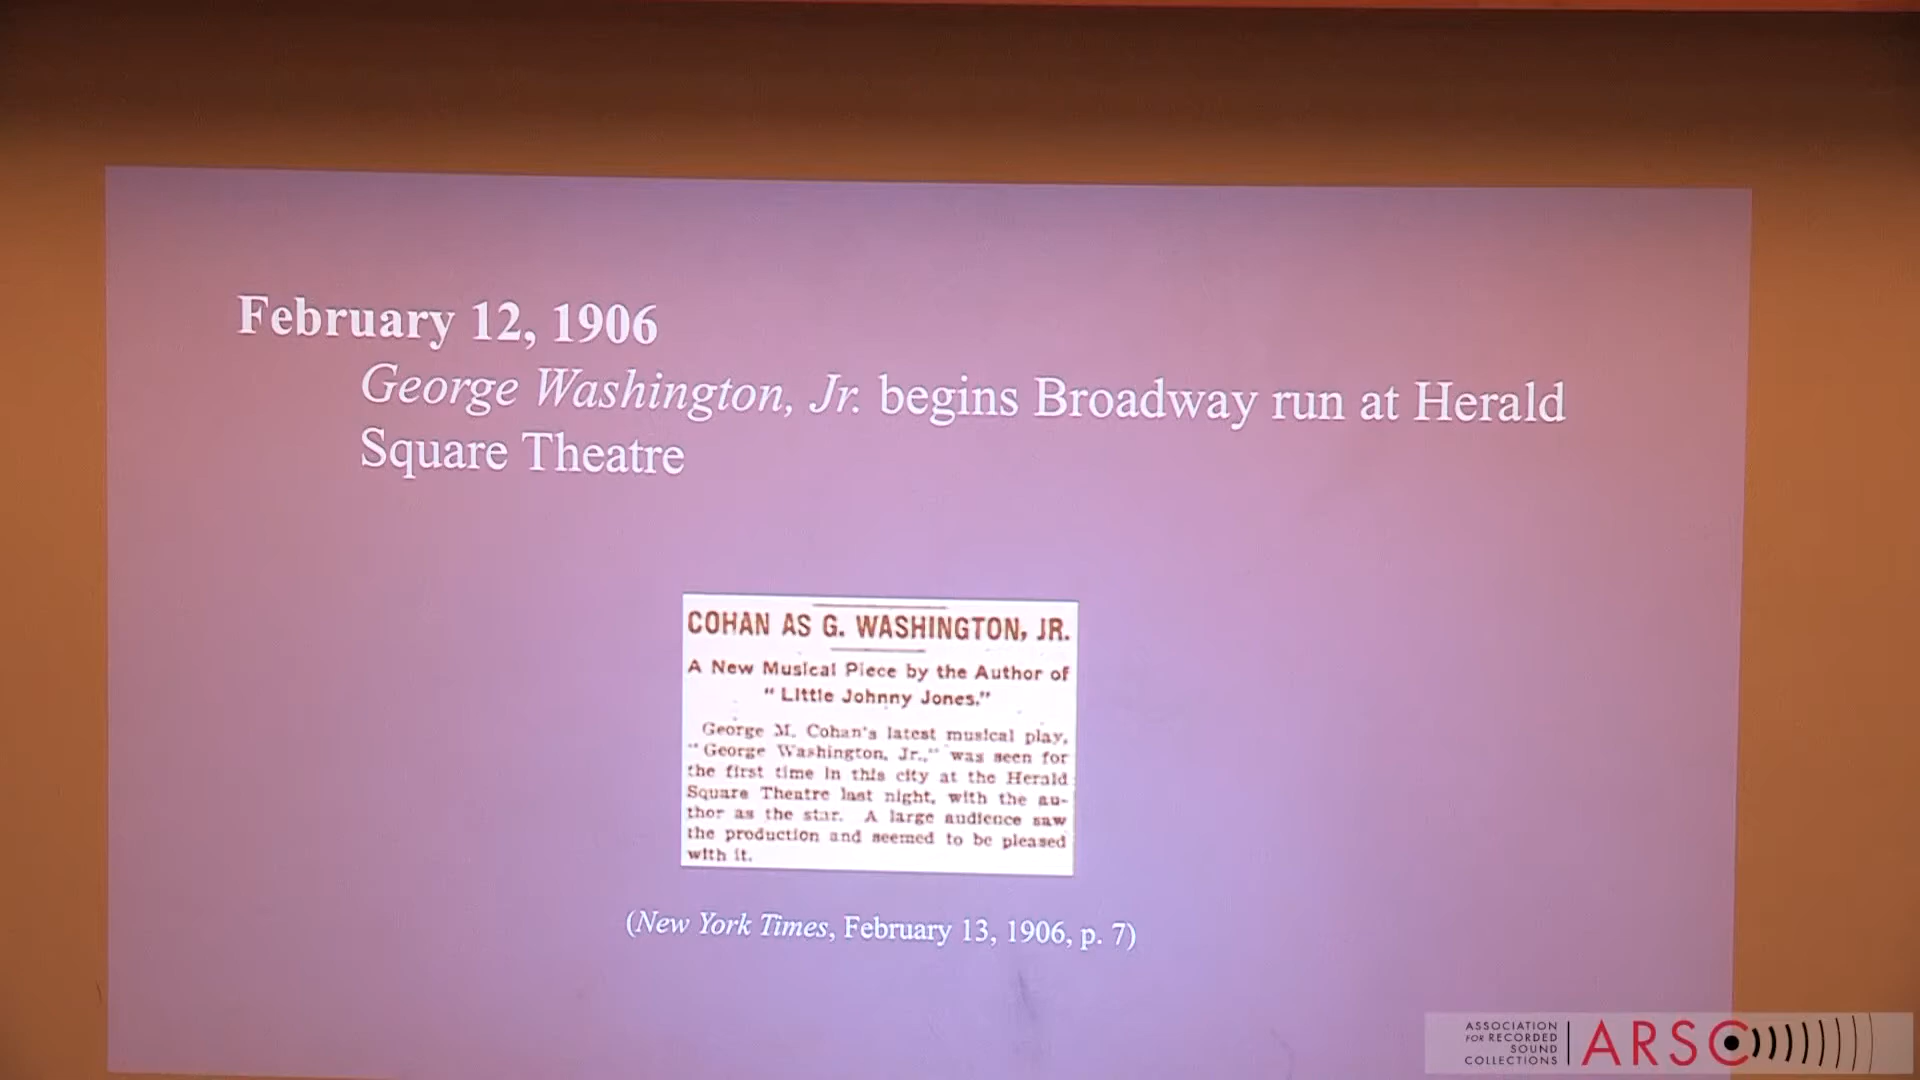 February 12, 1906
George Washington, Jr. begins Broadway run at Herald
Square Theatre
COHAN AS G. WASHINGTON, JR.
A New Musical Piece by the Author of
" Little Johnny Jones."
George M. Cohan's latest musical play,
" George Washington, Jr.," was seen for
the first time in this city at the Herald
Square Theatre last night, with the au-
thor as the star. A large audience saw
the production and seemed to be pleased
with it.
(New York Times, February 13, 1906, p. 7)
ASSOCIATION
FOR RECORDED
SOUND
COLLECTIONS
ARSC